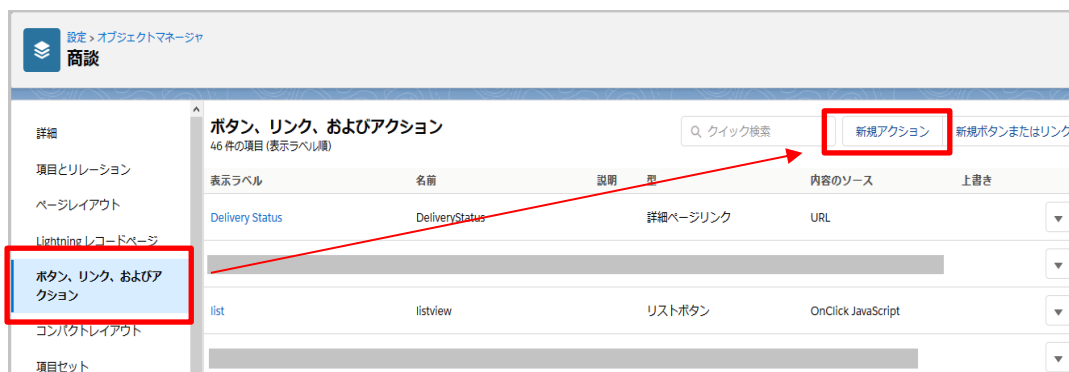 設定 > オブジェクトマネージャ
商談
詳細
項目とリレーション
ページレイアウト
Lightning レコードページ
ボタン、リンク、およびア
クション
コンパクトレイアウト
項目セット
ボタン、リンク、およびアクション
46 件の項目 (表示ラベル順)
クイック検索
新規アクション
新規ボタンまたはリンク
表示ラベル 名前 説明 型 内容のソース 上書き
Delivery Status DeliveryStatus 詳細ページリンク URL
list listview リストボタン OnClick JavaScript